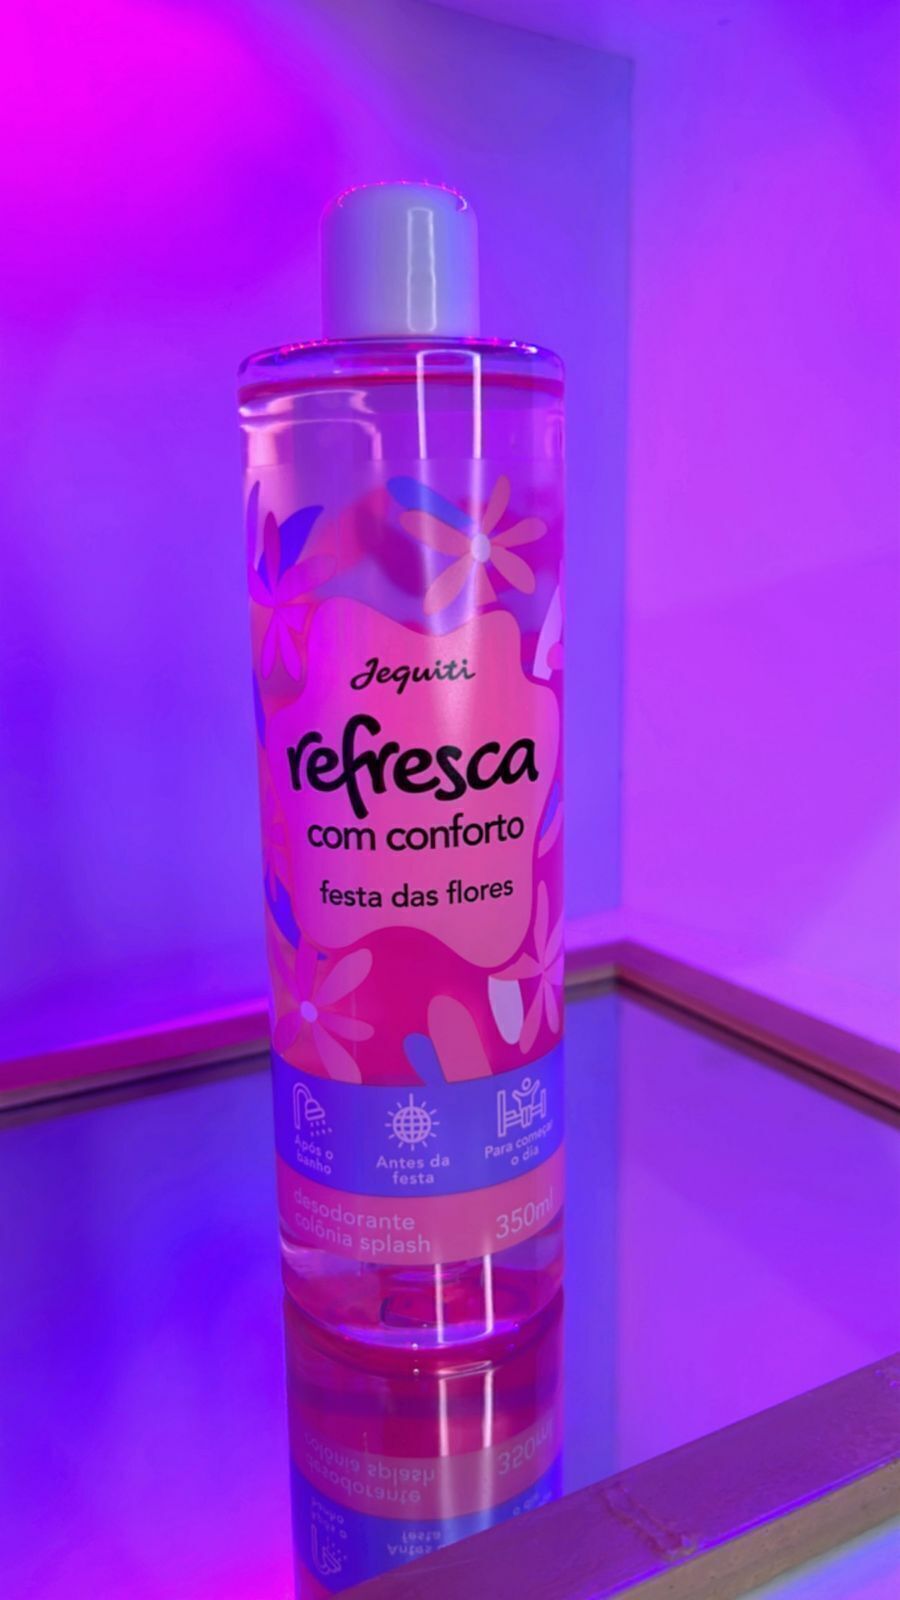 Jequiti
refresca
com conforto
festa das flores
Após o
banho
Antes da
festa
Para começar
o dia
desodorante
colônia splash
350ml